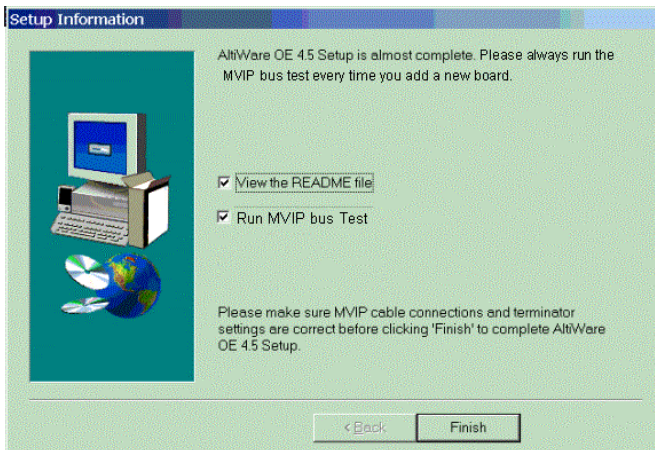 Setup Information
AltiWare OE 4.5 Setup is almost complete. Please always run the
MVIP bus test every time you add a new board.
View the README file
Run MVIP bus Test
Please make sure MVIP cable connections and terminator
settings are correct before clicking 'Finish' to complete AltiWare
OE 4.5 Setup.
< Back
Finish